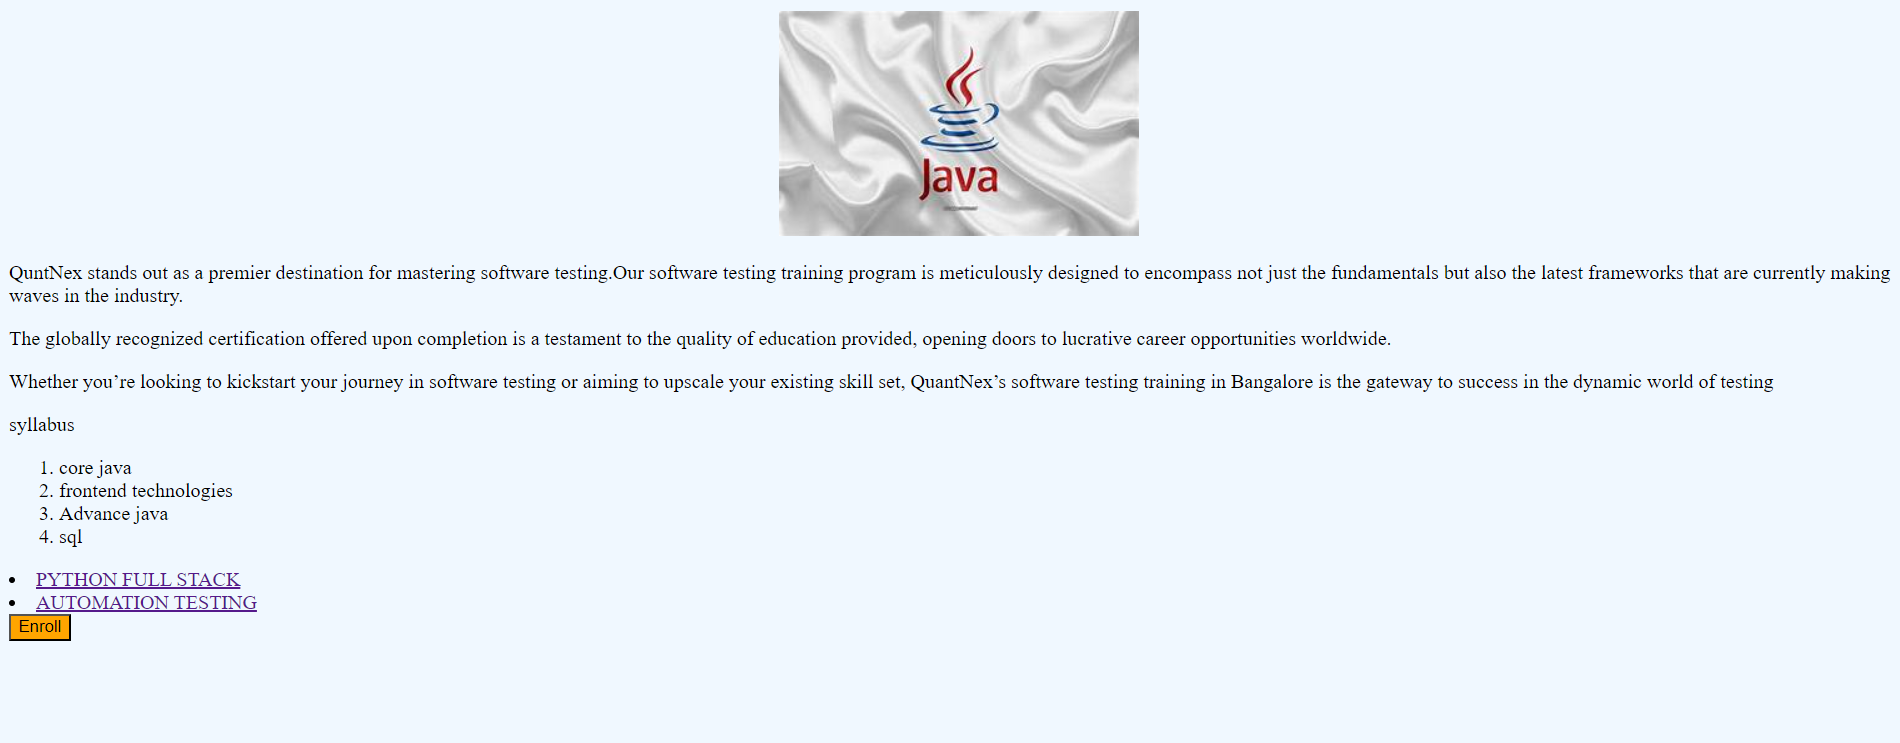 Java
QuntNex stands out as a premier destination for mastering software testing.Our software testing training program is meticulously designed to encompass not just the fundamentals but also the latest frameworks that are currently making
waves in the industry.
The globally recognized certification offered upon completion is a testament to the quality of education provided, opening doors to lucrative career opportunities worldwide.
Whether you’re looking to kickstart your journey in software testing or aiming to upscale your existing skill set, QuantNex’s software testing training in Bangalore is the gateway to success in the dynamic world of testing
syllabus
1. core java
2. frontend technologies
3. Advance java
4. sql
• PYTHON FULL STACK
• AUTOMATION TESTING
Enroll